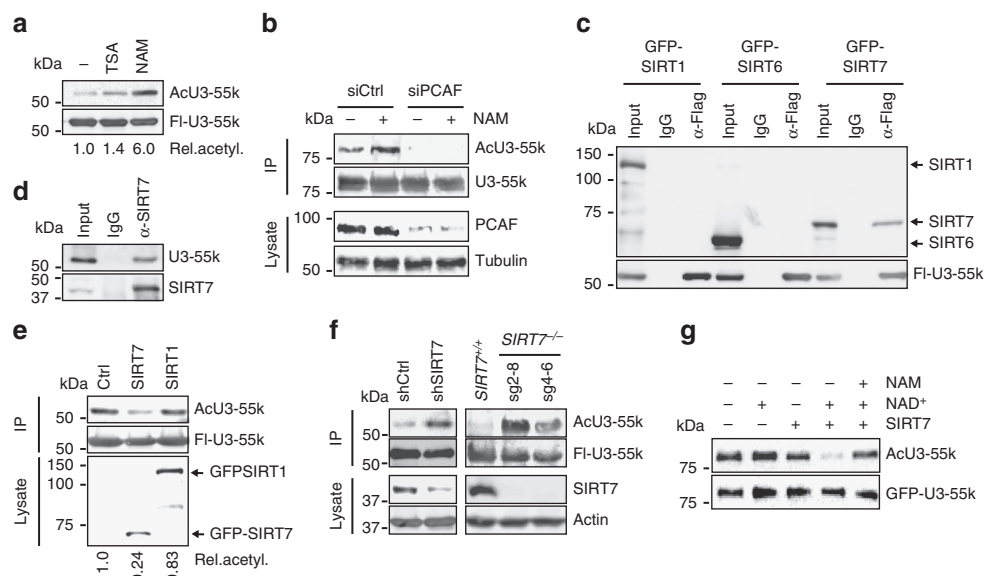 a
kDa
– TSA NAM
50 AcU3-55k
50 Fl-U3-55k
1.0 1.4 6.0 Rel.acetyl.
b
siCtrl siPCAF
kDa – + – + NAM
IP
75 AcU3-55k
75 U3-55k
Lysate
100 PCAF
50 Tubulin
c
GFP-SIRT1 GFP-SIRT6 GFP-SIRT7
kDa Input IgG α-Flag Input IgG α-Flag Input IgG α-Flag
150
SIRT1
100
75
SIRT7
SIRT6
50 Fl-U3-55k
d
kDa Input IgG α-SIRT7
50 U3-55k
50
37 SIRT7
e
kDa Ctrl SIRT7 SIRT1
IP
50 AcU3-55k
50 Fl-U3-55k
Lysate
150
GFPSIRT1
100
75
GFP-SIRT7
1.0 0.24 0.83 Rel.acetyl.
f
SIRT7–/–
kDa shCtrl shSIRT7 SIRT7+/+ sg2-8 sg4-6
IP
50 AcU3-55k
50 Fl-U3-55k
Lysate
37 SIRT7
37 Actin
g
– – – – + NAM
– + – + + NAD+
kDa – – + + + SIRT7
75 AcU3-55k
75 GFP-U3-55k